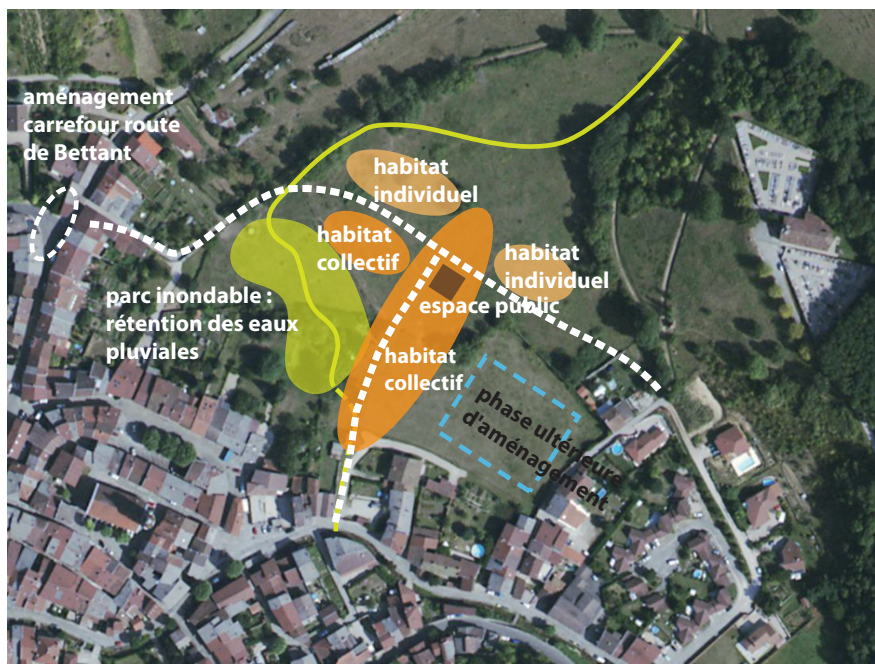 aménagement
carrefour route
de Bettant
habitat
individuel
habitat
collectif
habitat
individuel
parc inondable :
rétention des eaux
pluviales
espace public
habitat
collectif
phase ultérieure
d'aménagement